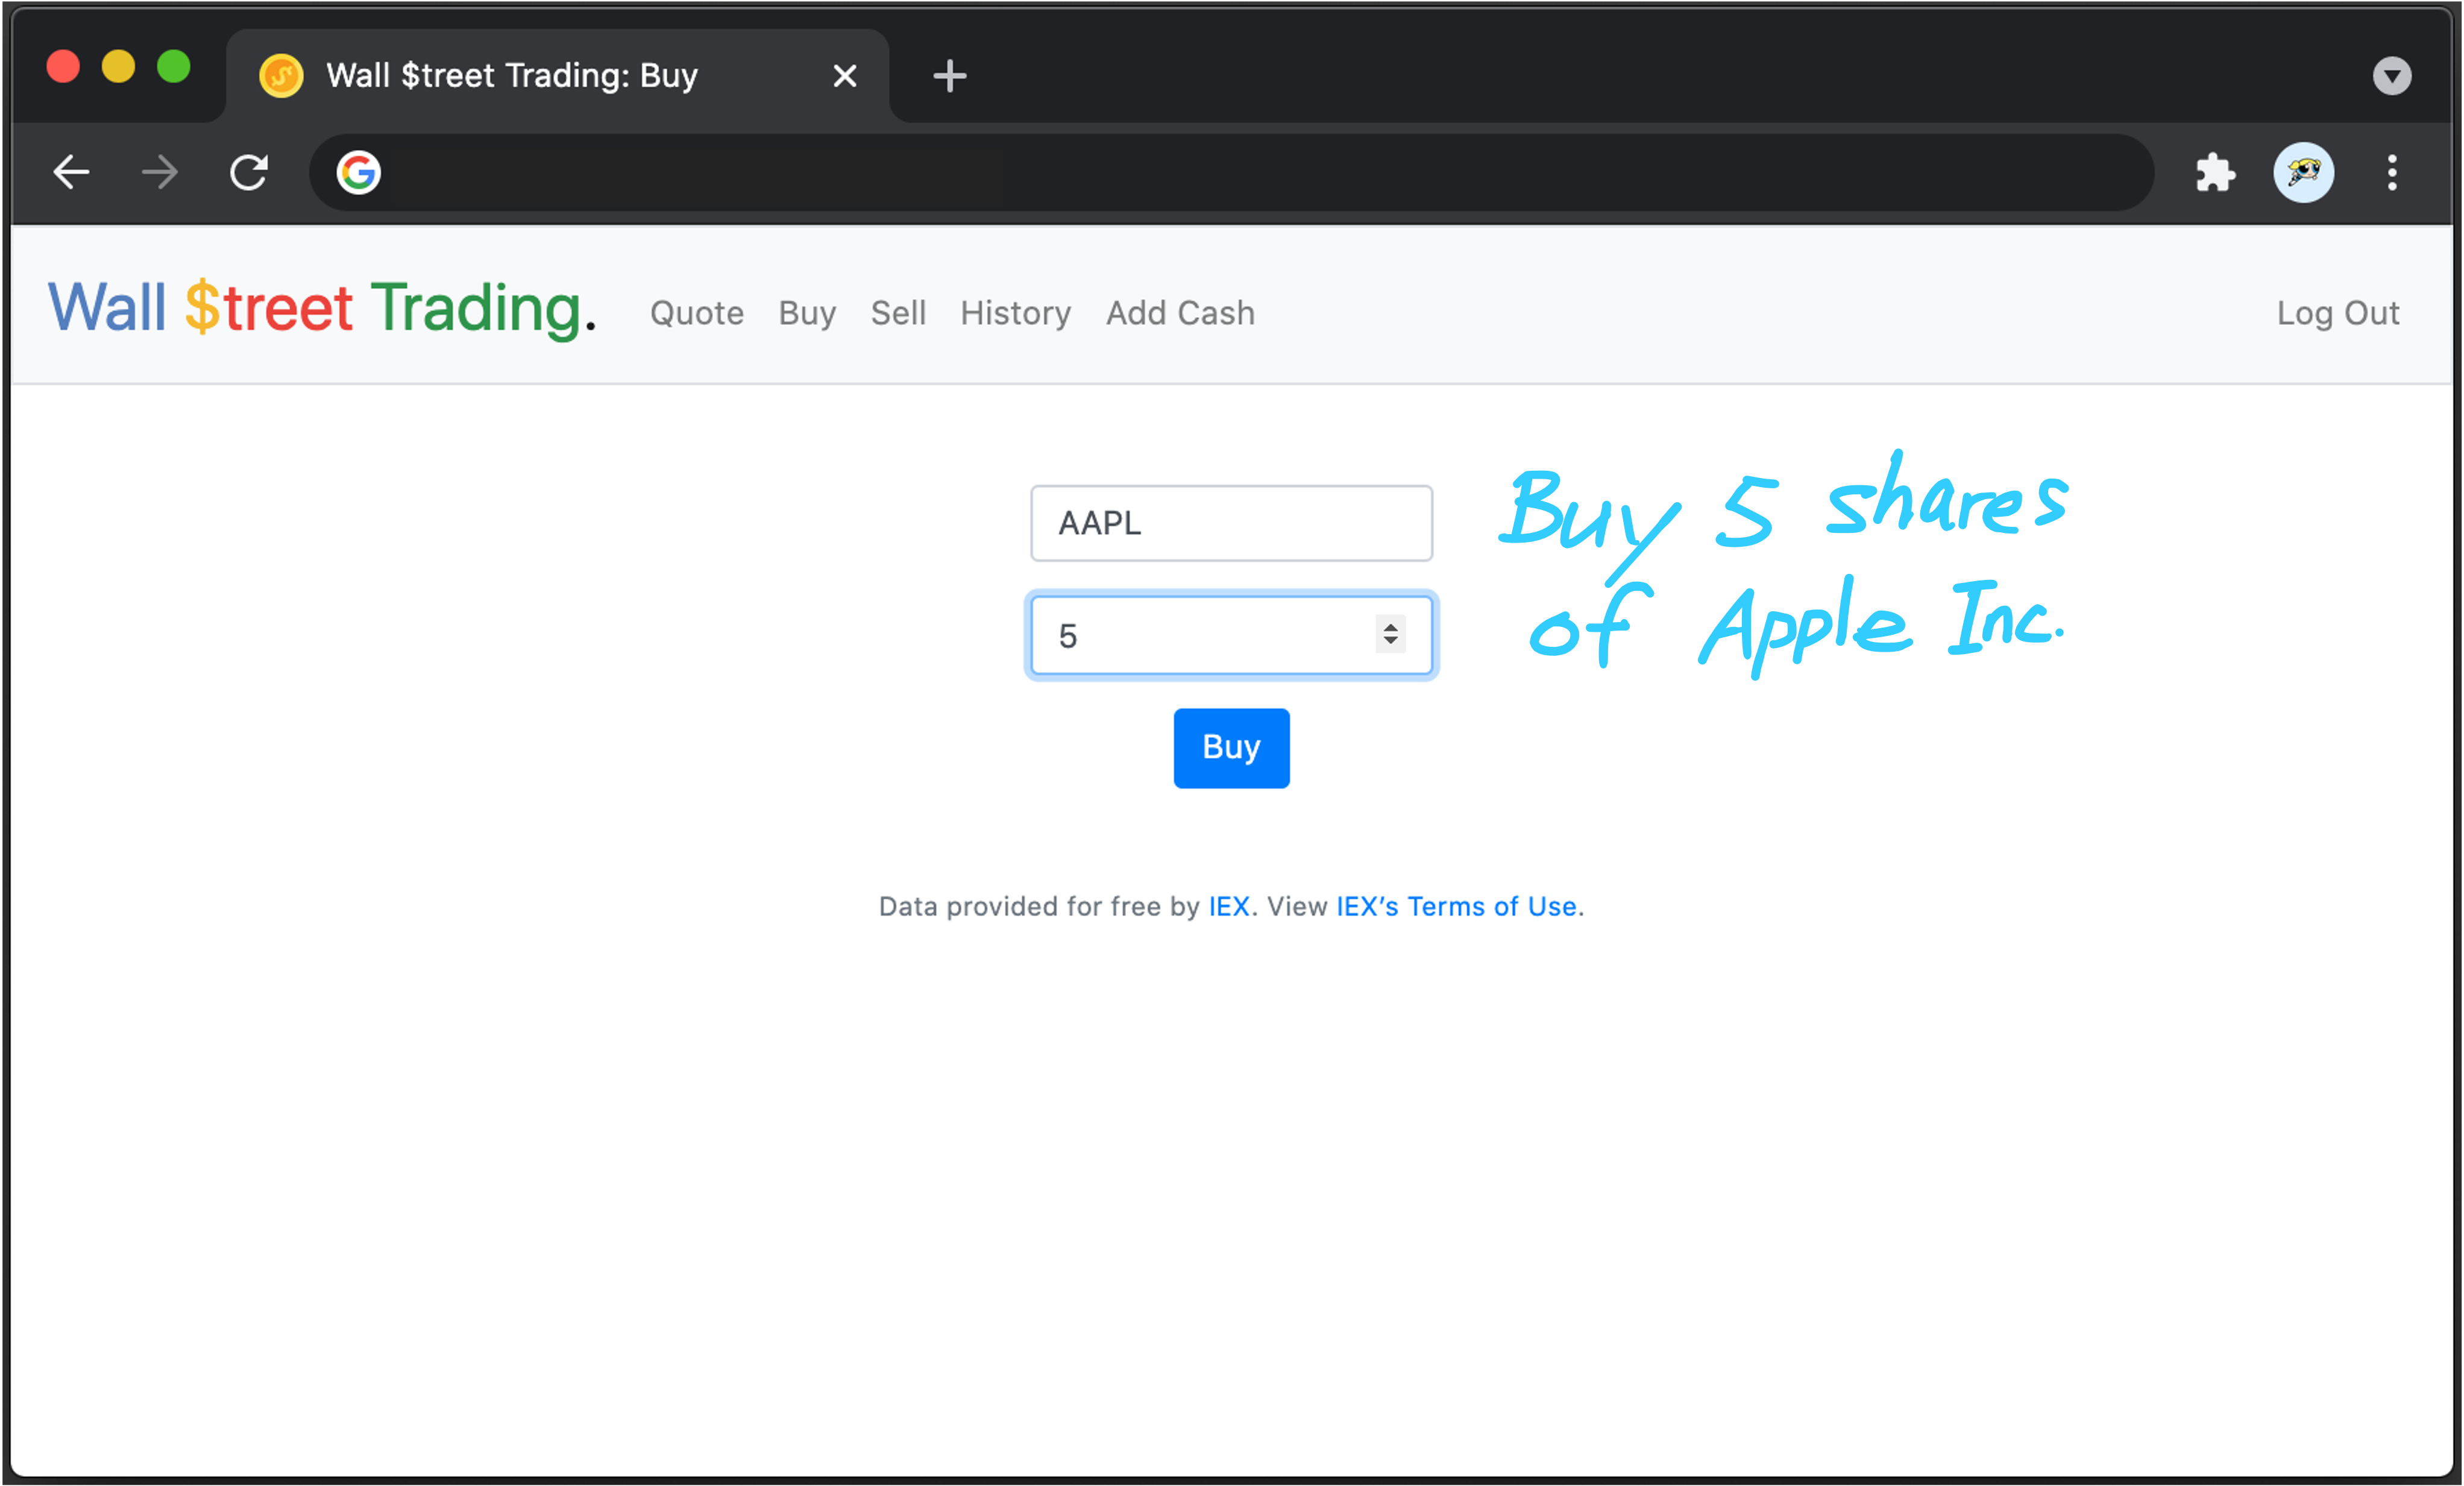 Wall $treet Trading: Buy
Wall $treet Trading. Quote Buy Sell History Add Cash Log Out
AAPL
5
Buy 5 shares
of Apple Inc.
Buy
Data provided for free by IEX. View IEX’s Terms of Use.